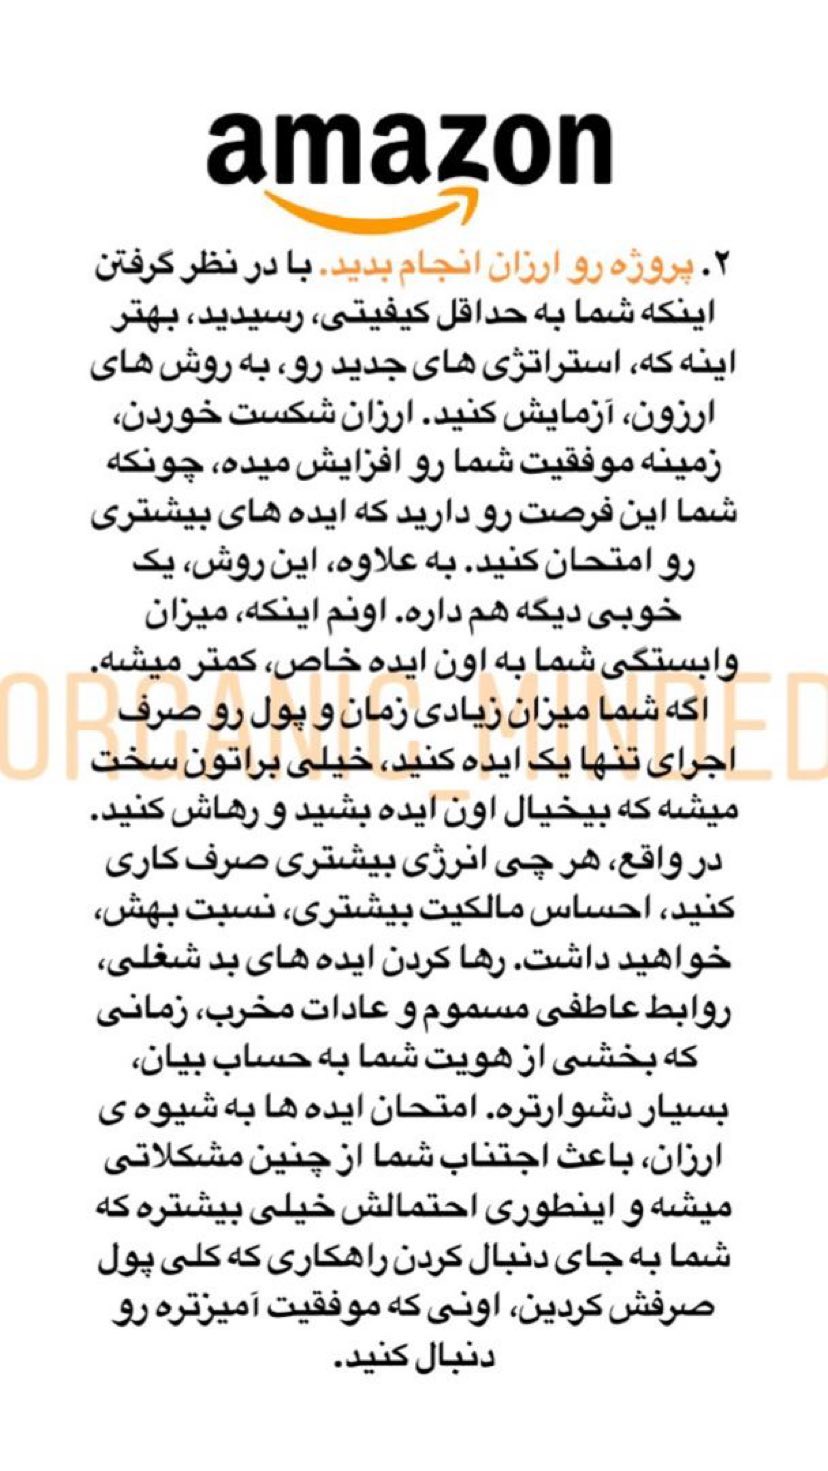 amazon
۲. پروژه رو ارزان انجام بدید. با در نظر گرفتن
اینکه شما به حداقل کیفیتی، رسیدید، بهتر
اینه که، استراتژی های جدید رو، به روش های
ارزون، آزمایش کنید. ارزان شکست خوردن،
زمینه موفقیت شما رو افزایش میده، چونکه
شما این فرصت رو دارید که ایده های بیشتری
رو امتحان کنید. به علاوه، این روش، یک
خوبی دیگه هم داره. اونم اینکه، میزان
وابستگی شما به اون ایده خاص، کمتر میشه.
اگه شما میزان زیادی زمان و پول رو صرف
ORGANIC_MINDED
اجرای تنها یک ایده کنید، خیلی براتون سخت
میشه که بیخیال اون ایده بشید و رهاش کنید.
در واقع، هر چی انرژی بیشتری صرف کاری
کنید، احساس مالکیت بیشتری، نسبت بهش،
خواهید داشت. رها کردن ایده های بد شغلی،
روابط عاطفی مسموم و عادات مخرب، زمانی
که بخشی از هویت شما به حساب بیان،
بسیار دشوارتره. امتحان ایده ها به شیوه ی
ارزان، باعث اجتناب شما از چنین مشکلاتی
میشه و اینطوری احتمالش خیلی بیشتره که
شما به جای دنبال کردن راهکاری که کلی پول
صرفش کردین، اونی که موفقیت آمیزتره رو
دنبال کنید.